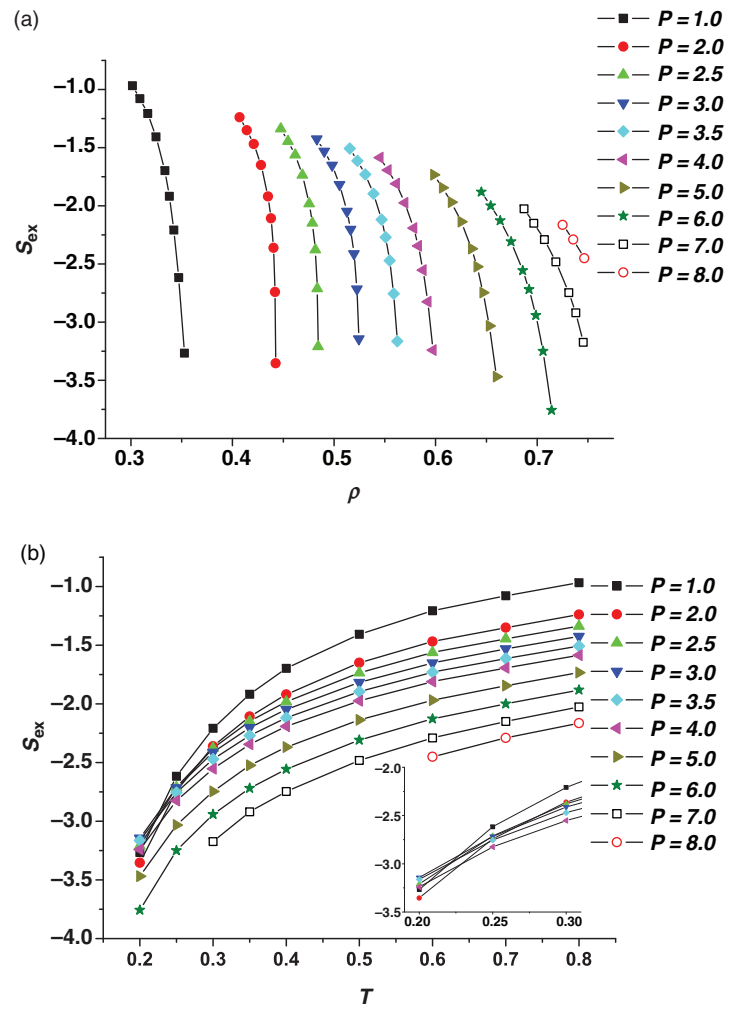 (a)
P = 1.0
P = 2.0
P = 2.5
P = 3.0
P = 3.5
P = 4.0
P = 5.0
P = 6.0
P = 7.0
P = 8.0
−1.0
−1.5
−2.0
−2.5
−3.0
−3.5
−4.0
Sex
0.3 0.4 0.5 0.6 0.7
ρ
(b)
P = 1.0
P = 2.0
P = 2.5
P = 3.0
P = 3.5
P = 4.0
P = 5.0
P = 6.0
P = 7.0
P = 8.0
−1.0
−1.5
−2.0
−2.5
−3.0
−3.5
−4.0
Sex
−2.0
−2.5
−3.0
−3.5
0.20 0.25 0.30
0.2 0.3 0.4 0.5 0.6 0.7 0.8
T